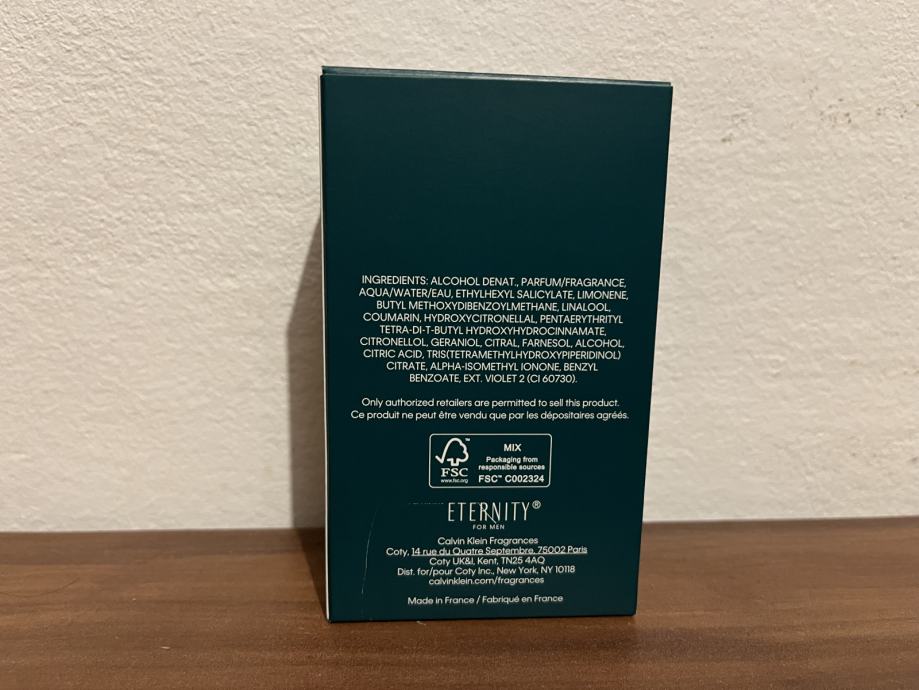 INGREDIENTS: ALCOHOL DENAT., PARFUM/FRAGRANCE,
AQUA/WATER/EAU, ETHYLHEXYL SALICYLATE, LIMONENE,
BUTYL METHOXYDIBENZOYLMETHANE, LINALOOL,
COUMARIN, HYDROXYCITRONELLAL, PENTAERYTHRITYL
TETRA-DI-T-BUTYL HYDROXYHYDROCINNAMATE,
CITRONELLOL, GERANIOL, CITRAL, FARNESOL, ALCOHOL,
CITRIC ACID, TRIS(TETRAMETHYLHYDROXYPIPERIDINOL)
CITRATE, ALPHA-ISOMETHYL IONONE, BENZYL
BENZOATE, EXT. VIOLET 2 (CI 60730).
Only authorized retailers are permitted to sell this product.
Ce produit ne peut être vendu que par les dépositaires agréés.
FSC™
www.fsc.org
MIX
Packaging from
responsible sources
FSC™ C002324
ETERNITY®
FOR MEN
Calvin Klein Fragrances
Coty, 14 rue du Quatre Septembre, 75002 Paris
Coty UK&I, Kent, TN25 4AQ
Dist. for/pour Coty Inc., New York, NY 10118
calvinklein.com/fragrances
Made in France / Fabriqué en France